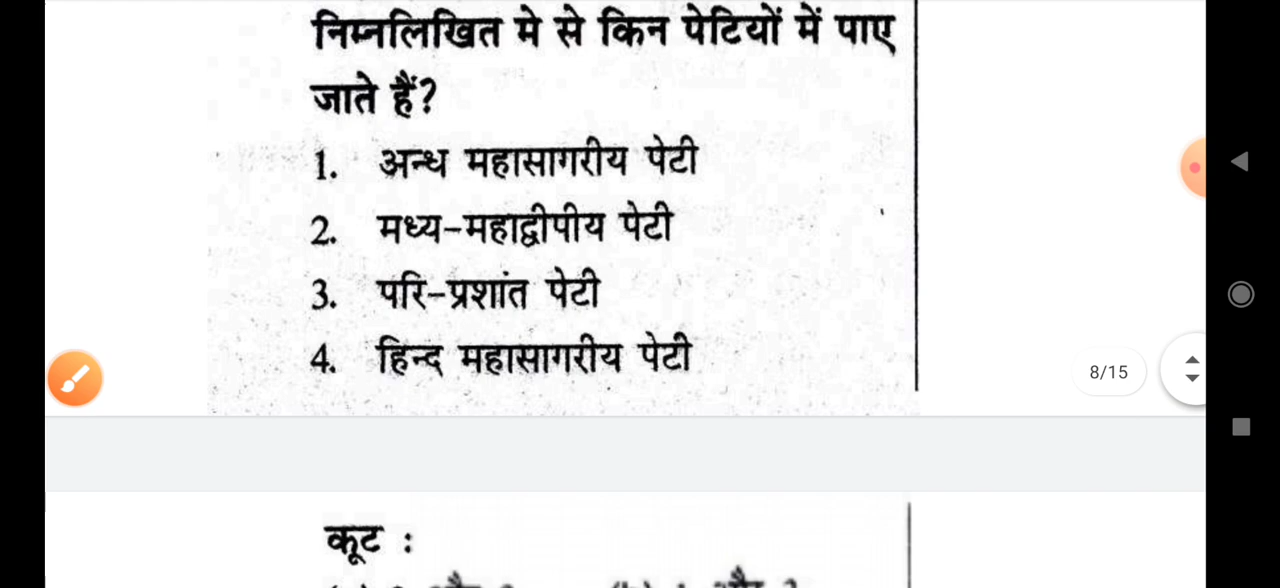 निम्नलिखित मे से किन पेटियों में पाए
जाते हैं?
1. अन्ध महासागरीय पेटी
2. मध्य-महाद्वीपीय पेटी
3. परि-प्रशांत पेटी
4. हिन्द महासागरीय पेटी
8/15
कूट :